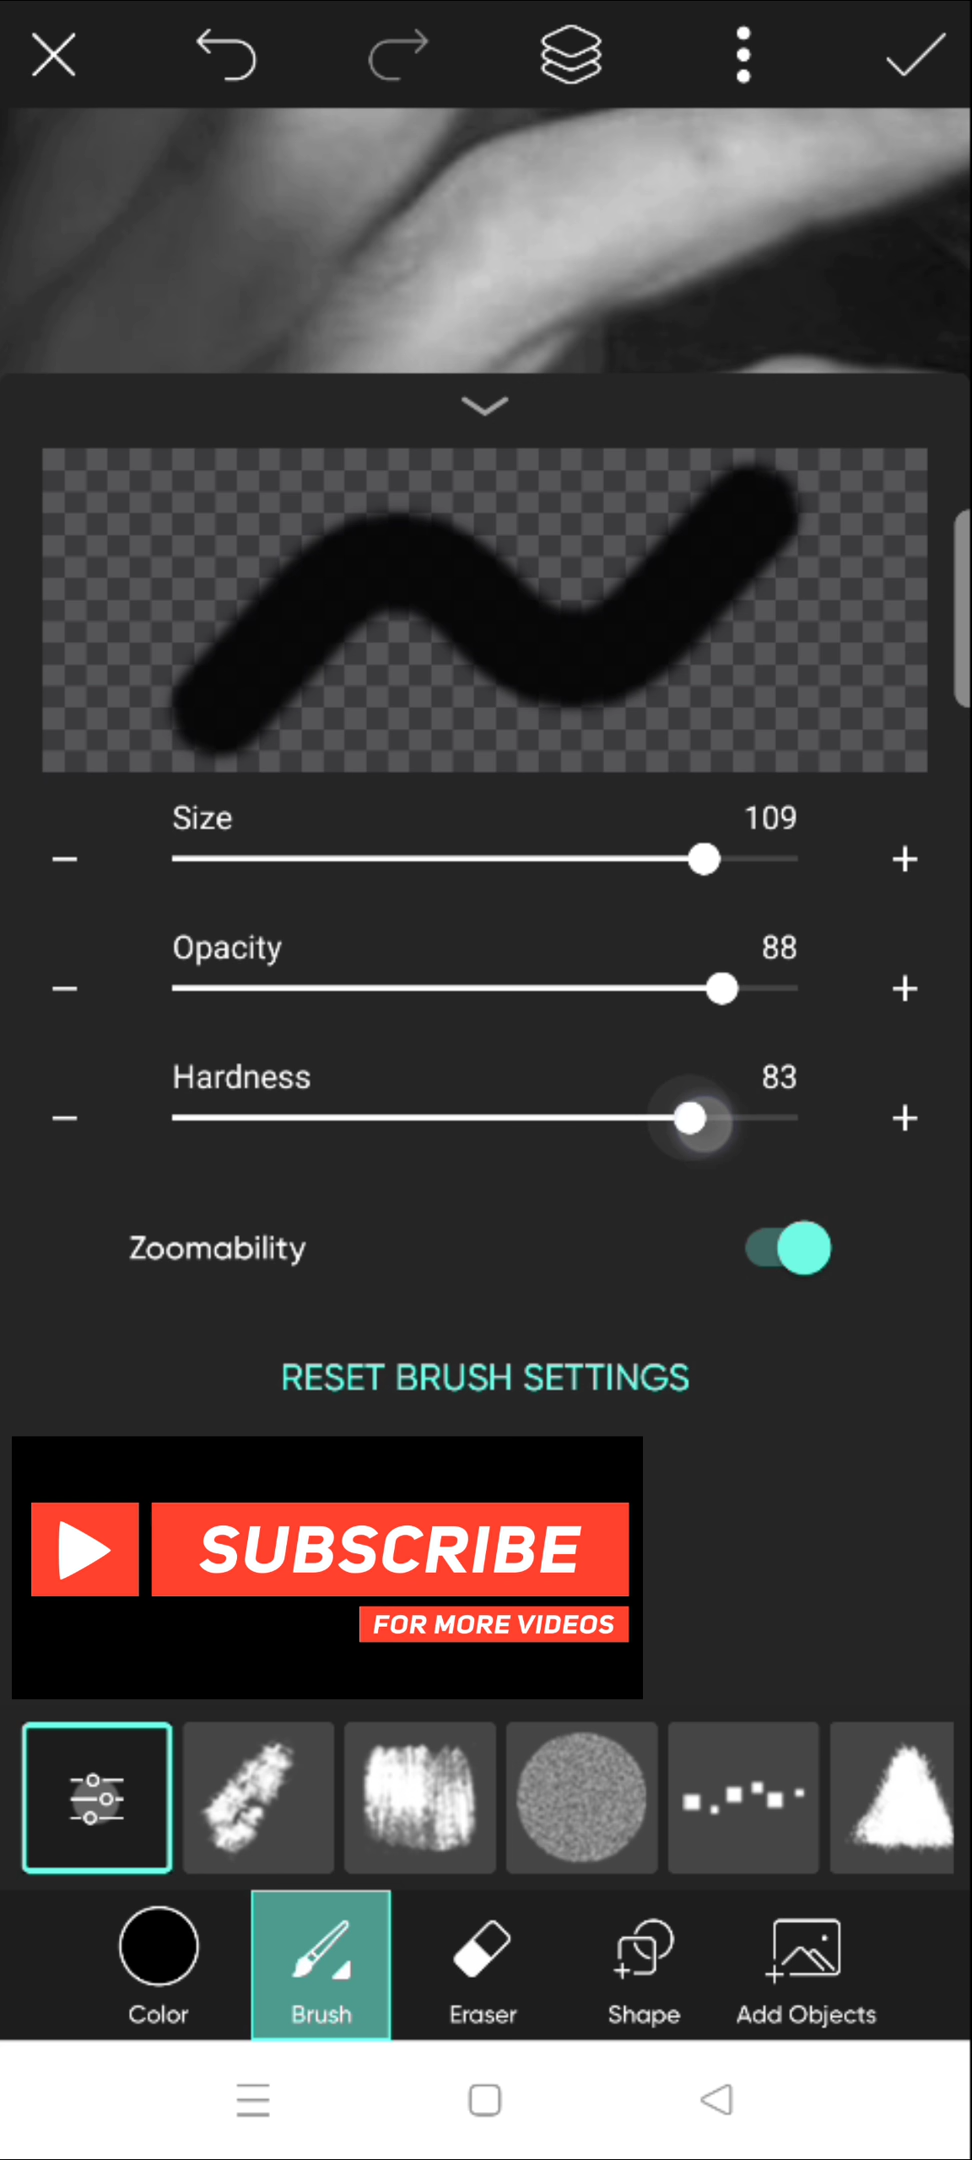 Size 109
Opacity 88
Hardness 83
Zoomability
RESET BRUSH SETTINGS
SUBSCRIBE
FOR MORE VIDEOS
Color Brush Eraser Shape Add Objects